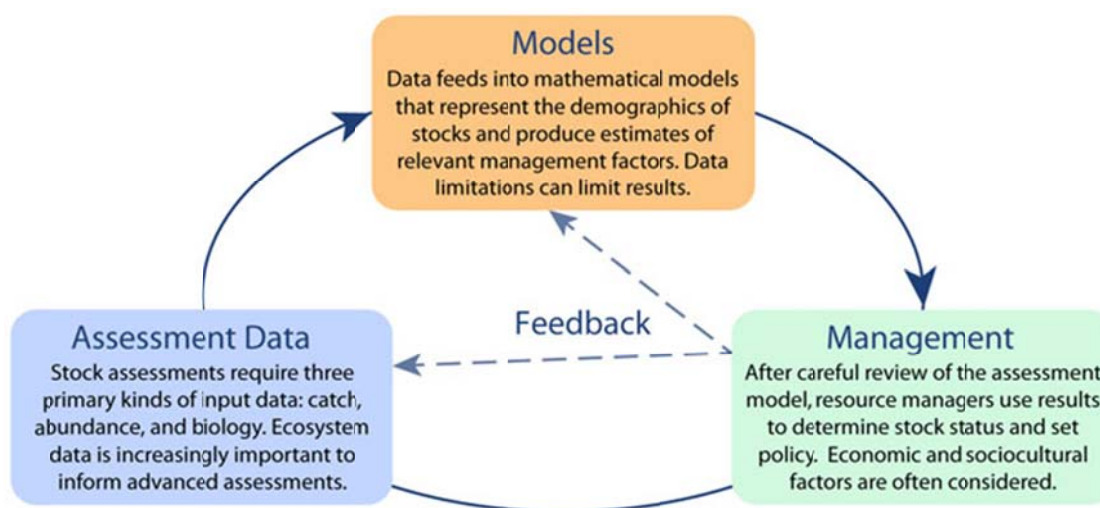 Models
Data feeds into mathematical models
that represent the demographics of
stocks and produce estimates of
relevant management factors. Data
limitations can limit results.
Feedback
Assessment Data
Stock assessments require three
primary kinds of input data: catch,
abundance, and biology. Ecosystem
data is increasingly important to
inform advanced assessments.
Management
After careful review of the assessment
model, resource managers use results
to determine stock status and set
policy. Economic and sociocultural
factors are often considered.